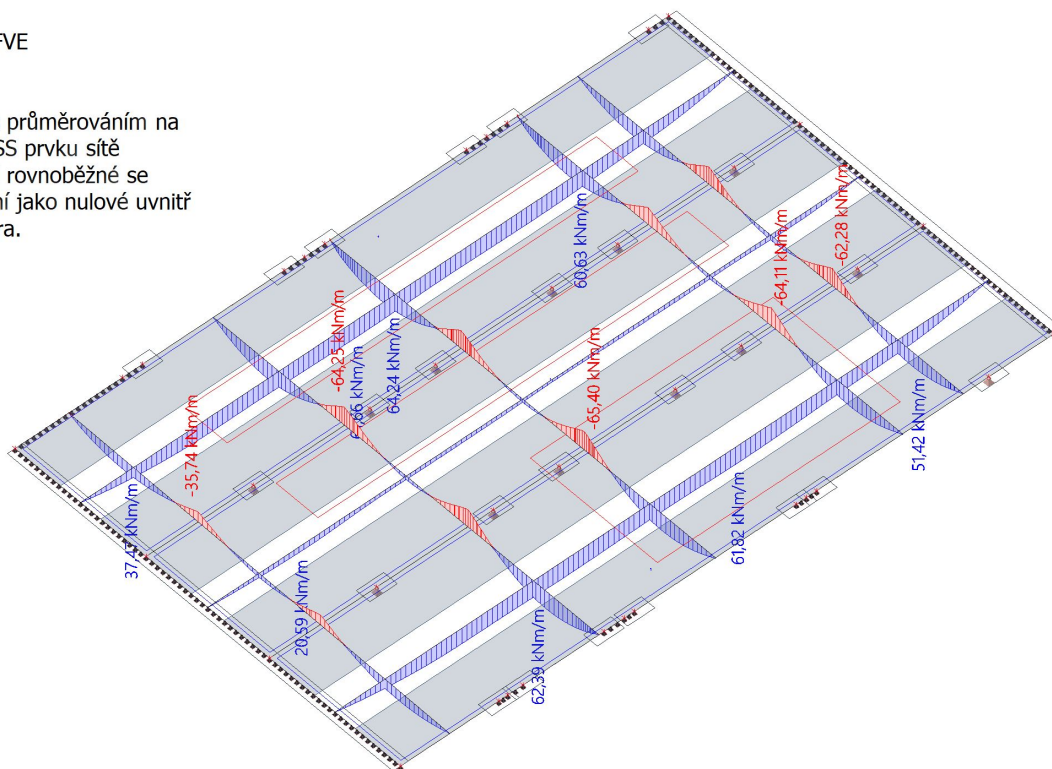 FVE
průměrováním na
SS prvku sítě
rovnoběžné se
ní jako nulové uvnitř
ra.
60,63 kNm/m
-62,28 kNm/m
-64,11 kNm/m
-64,25 kNm/m
64,24 kNm/m
kNm/m
-65,40 kNm/m
-35,74 kNm/m
51,42 kNm/m
kNm/m
61,82 kNm/m
20,59 kNm/m
62,39 kNm/m